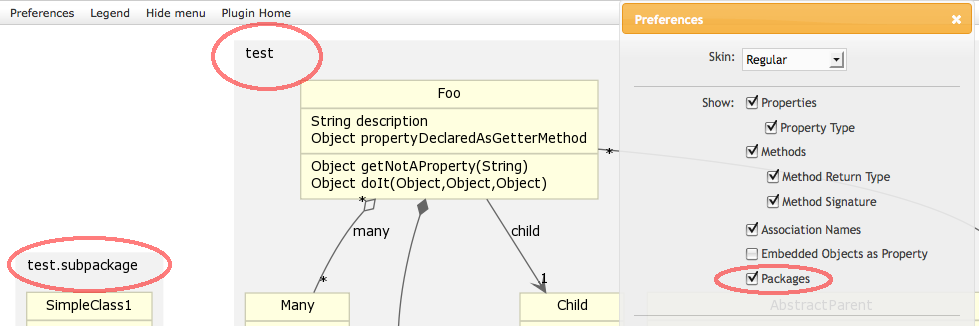 Preferences Legend Hide menu Plugin Home
Preferences
Skin: Regular
Show: Properties
Property Type
Methods
Method Return Type
Method Signature
Association Names
Embedded Objects as Property
Packages
test
Foo
String description
Object propertyDeclaredAsGetterMethod
Object getNotAProperty(String)
Object doIt(Object,Object,Object)
*
*
many
child
*
1
test.subpackage
SimpleClass1
Many
Child
AbstractParent